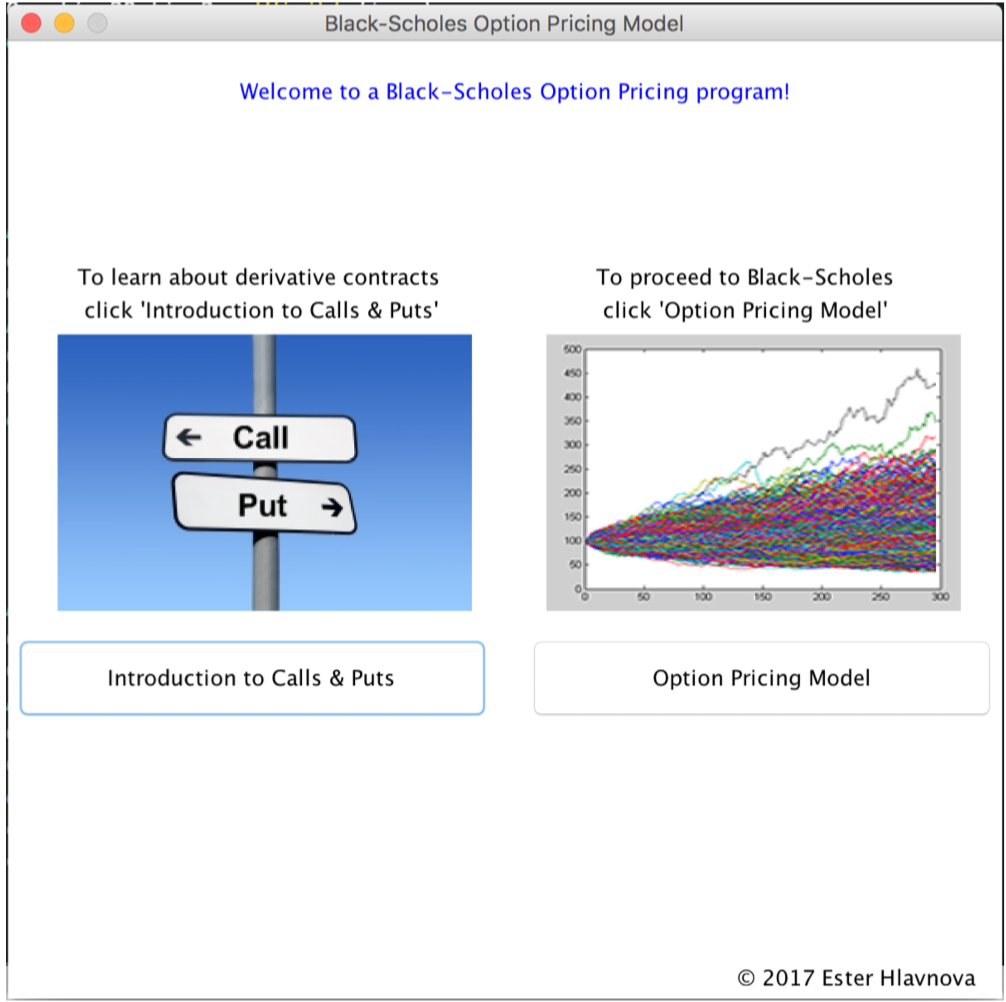 Black-Scholes Option Pricing Model
Welcome to a Black-Scholes Option Pricing program!
To learn about derivative contracts
click 'Introduction to Calls & Puts'
To proceed to Black-Scholes
click 'Option Pricing Model'
← Call
Put →
500
450
400
350
300
250
200
150
100
50
0
0 50 100 150 200 250 300
Introduction to Calls & Puts
Option Pricing Model
© 2017 Ester Hlavnova